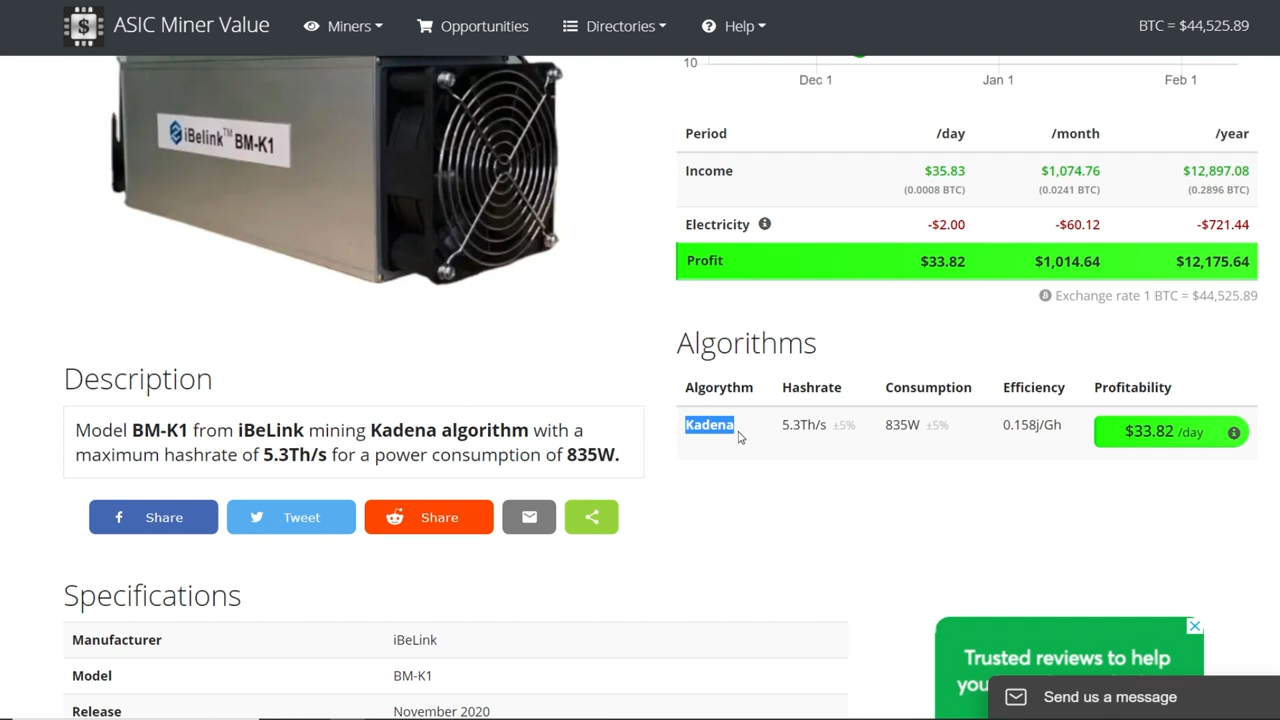 ASIC Miner Value
Miners
Opportunities
Directories
Help
BTC = $44,525.89
iBelink™ BM-K1
10
Dec 1
Jan 1
Feb 1
Period /day /month /year
Income $35.83 $1,074.76 $12,897.08
(0.0008 BTC) (0.0241 BTC) (0.2896 BTC)
Electricity -$2.00 -$60.12 -$721.44
Profit $33.82 $1,014.64 $12,175.64
Exchange rate 1 BTC = $44,525.89
Algorithms
Algorythm Hashrate Consumption Efficiency Profitability
Kadena 5.3Th/s ±5% 835W ±5% 0.158j/Gh $33.82 /day
Description
Model BM-K1 from iBeLink mining Kadena algorithm with a
maximum hashrate of 5.3Th/s for a power consumption of 835W.
Share
Tweet
Share
Specifications
Manufacturer iBeLink
Model BM-K1
Release November 2020
Trusted reviews to help
you
Send us a message